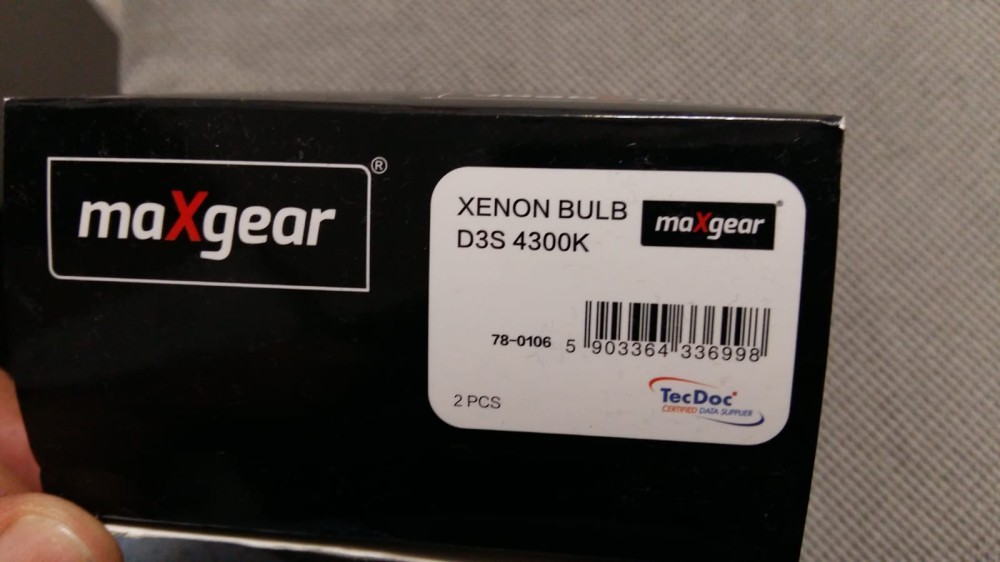 maXgear®
XENON BULB
D3S 4300K
maXgear
78-0106
5 903364 336998
2 PCS
TecDoc
CERTIFIED DATA SUPPLIER